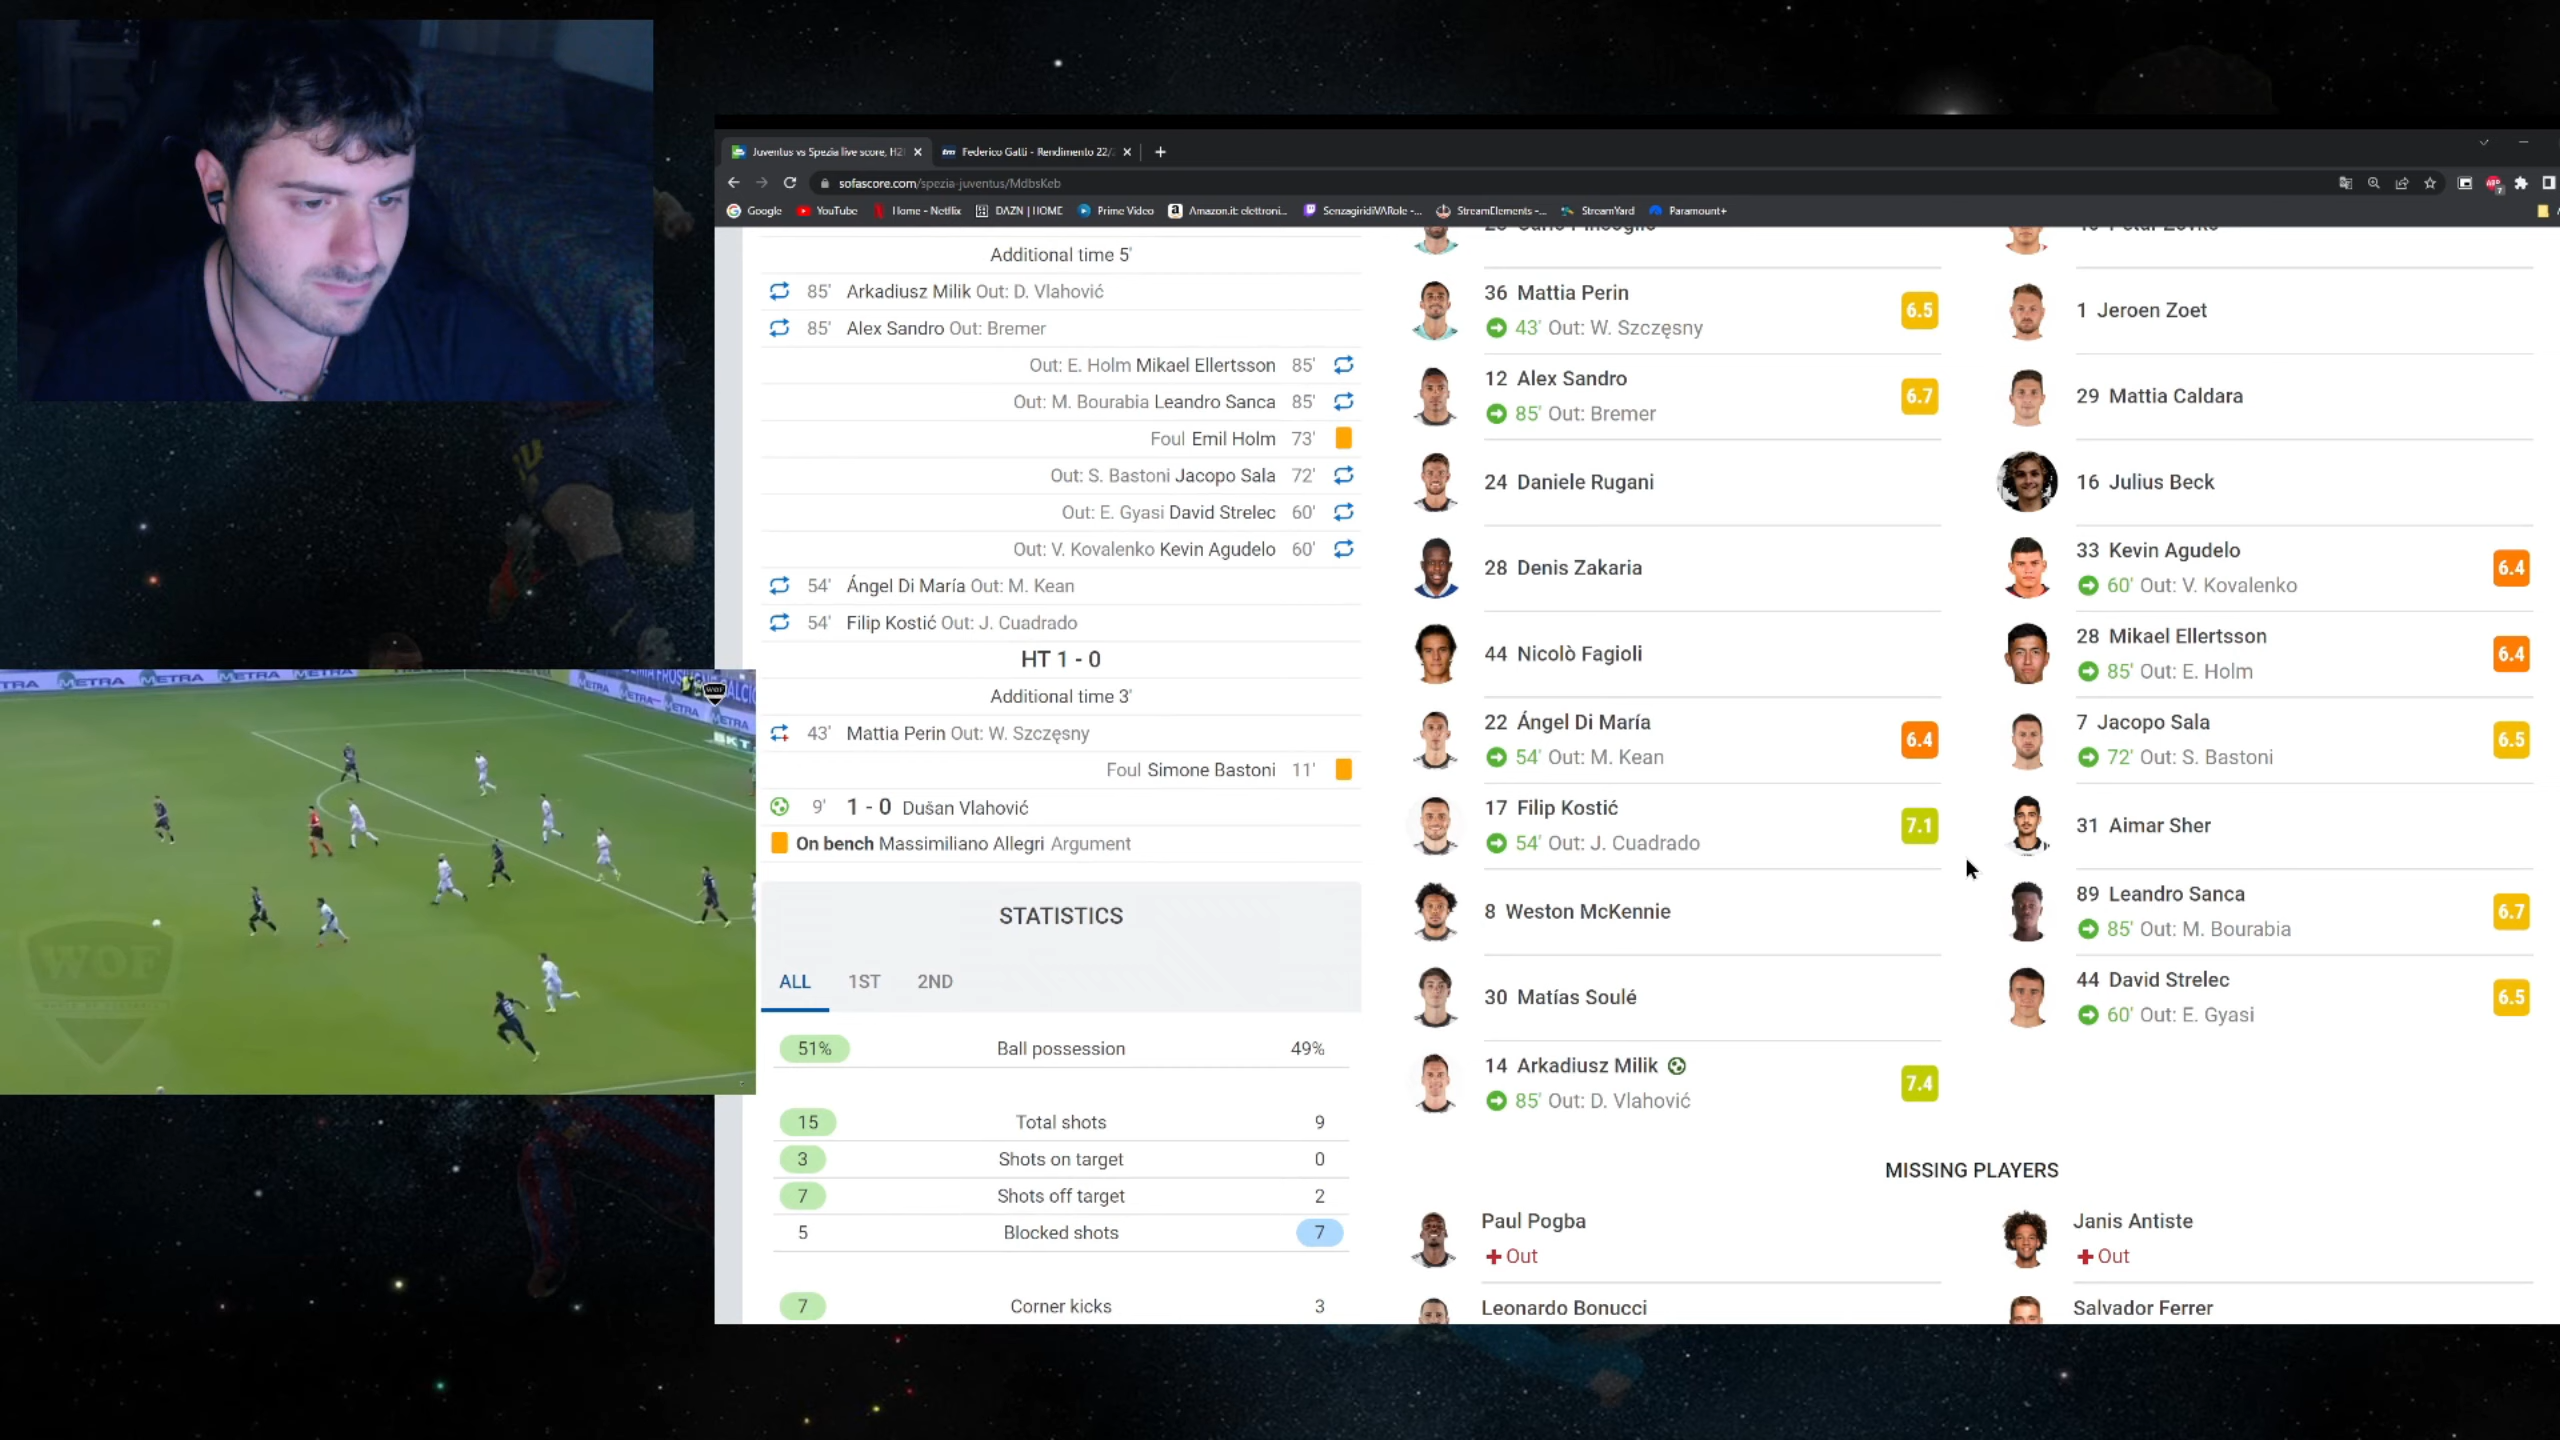 Juventus vs Spezia live score, H2
Federico Gatti - Rendimento 22/
sofascore.com/spezia-juventus/MdbsKeb
Google
YouTube
Home - Netflix
DAZN | HOME
Prime Video
Amazon.it: elettroni...
SenzagiridiVARole -...
StreamElements -...
StreamYard
Paramount+
Additional time 5'
85' Arkadiusz Milik Out: D. Vlahović
85' Alex Sandro Out: Bremer
Out: E. Holm Mikael Ellertsson 85'
Out: M. Bourabia Leandro Sanca 85'
Foul Emil Holm 73'
Out: S. Bastoni Jacopo Sala 72'
Out: E. Gyasi David Strelec 60'
Out: V. Kovalenko Kevin Agudelo 60'
54' Ángel Di María Out: M. Kean
54' Filip Kostić Out: J. Cuadrado
HT 1 - 0
Additional time 3'
43' Mattia Perin Out: W. Szczęsny
Foul Simone Bastoni 11'
9' 1 - 0 Dušan Vlahović
On bench Massimiliano Allegri Argument
STATISTICS
ALL 1ST 2ND
51% Ball possession 49%
15 Total shots 9
3 Shots on target 0
7 Shots off target 2
5 Blocked shots 7
7 Corner kicks 3
36 Mattia Perin
43' Out: W. Szczęsny
6.5
12 Alex Sandro
85' Out: Bremer
6.7
24 Daniele Rugani
28 Denis Zakaria
44 Nicolò Fagioli
22 Ángel Di María
54' Out: M. Kean
6.4
17 Filip Kostić
54' Out: J. Cuadrado
7.1
8 Weston McKennie
30 Matías Soulé
14 Arkadiusz Milik
85' Out: D. Vlahović
7.4
1 Jeroen Zoet
29 Mattia Caldara
16 Julius Beck
33 Kevin Agudelo
60' Out: V. Kovalenko
6.4
28 Mikael Ellertsson
85' Out: E. Holm
6.4
7 Jacopo Sala
72' Out: S. Bastoni
6.5
31 Aimar Sher
89 Leandro Sanca
85' Out: M. Bourabia
6.7
44 David Strelec
60' Out: E. Gyasi
6.5
MISSING PLAYERS
Paul Pogba
Out
Janis Antiste
Out
Leonardo Bonucci
Salvador Ferrer
METRA METRA METRA METRA
METRA METRA METRA
BKT
WOF